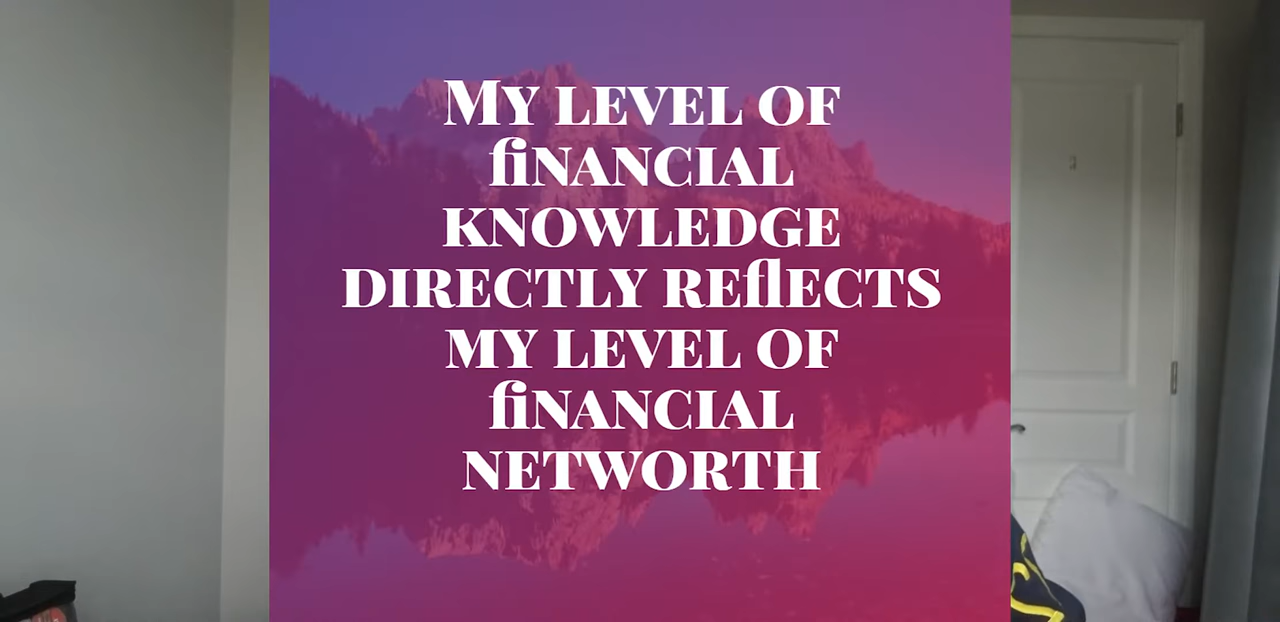 My level of
financial
knowledge
directly reflects
my level of
financial
networth